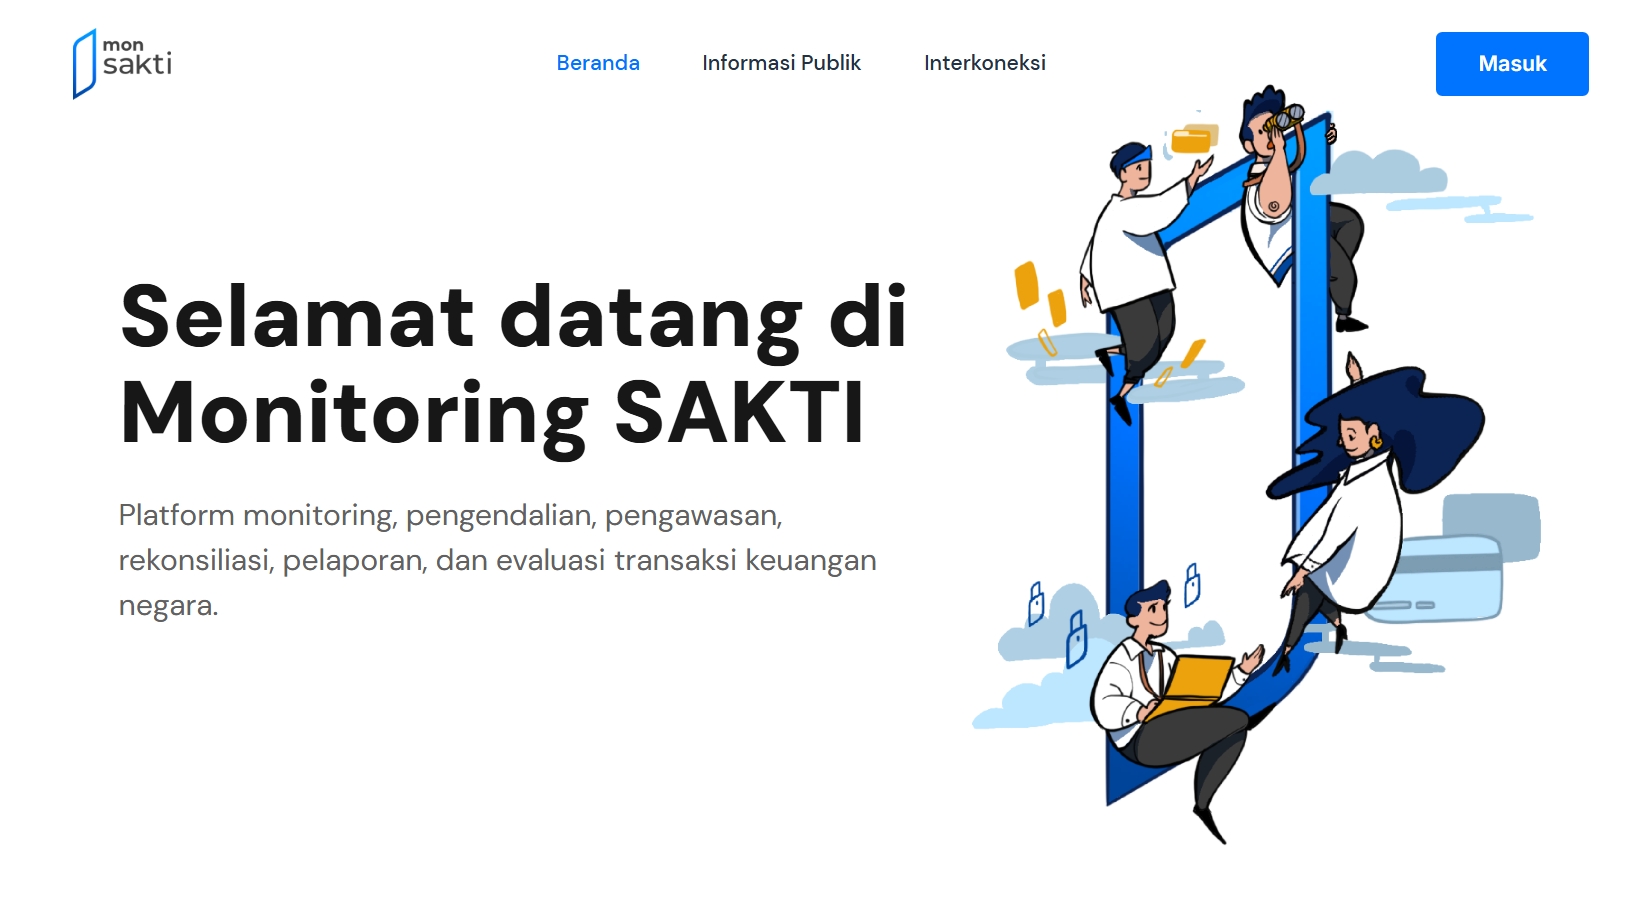 mon
sakti
Beranda
Informasi Publik
Interkoneksi
Masuk
Selamat datang di
Monitoring SAKTI
Platform monitoring, pengendalian, pengawasan,
rekonsiliasi, pelaporan, dan evaluasi transaksi keuangan
negara.